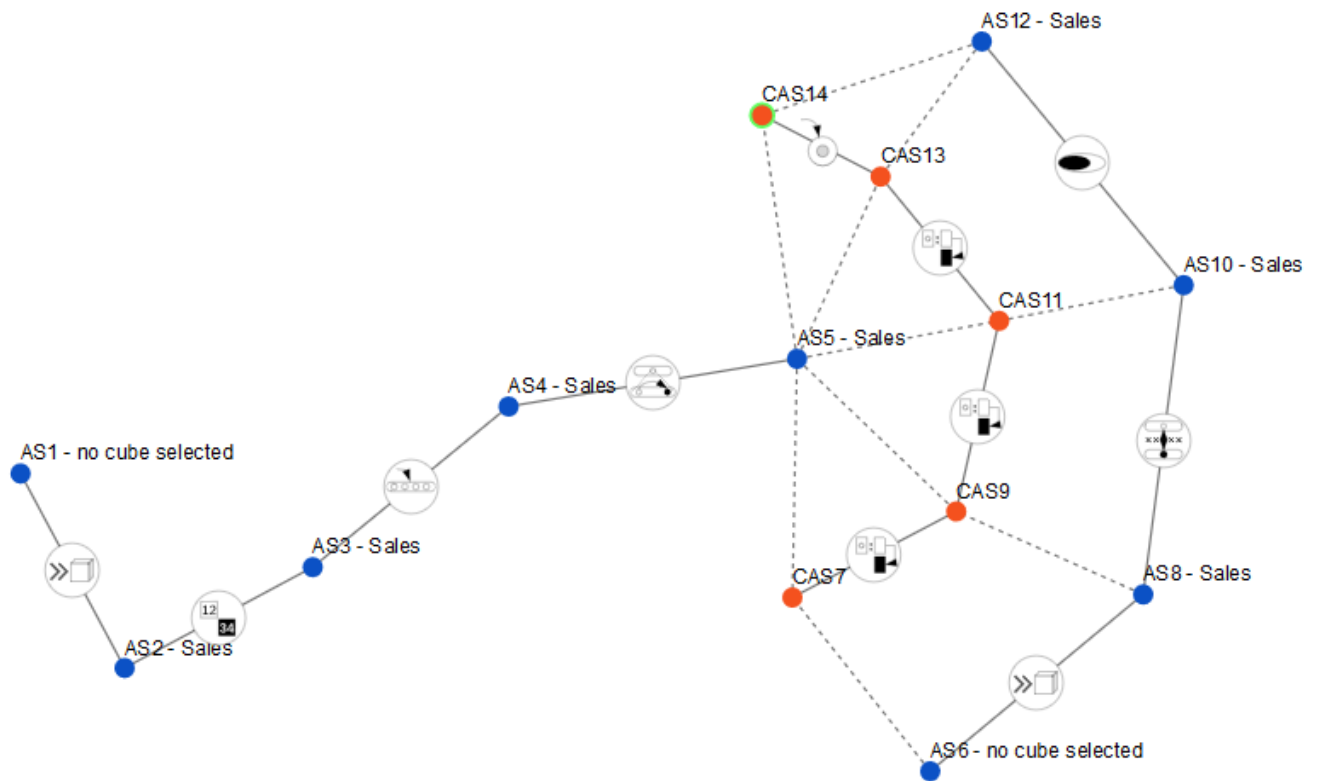 AS12 - Sales
CAS14
CAS13
AS10 - Sales
CAS11
AS5 - Sales
AS4 - Sales
AS1 - no cube selected
CAS9
AS3 - Sales
CAS7
AS8 - Sales
12
34
AS2 - Sales
AS6 - no cube selected